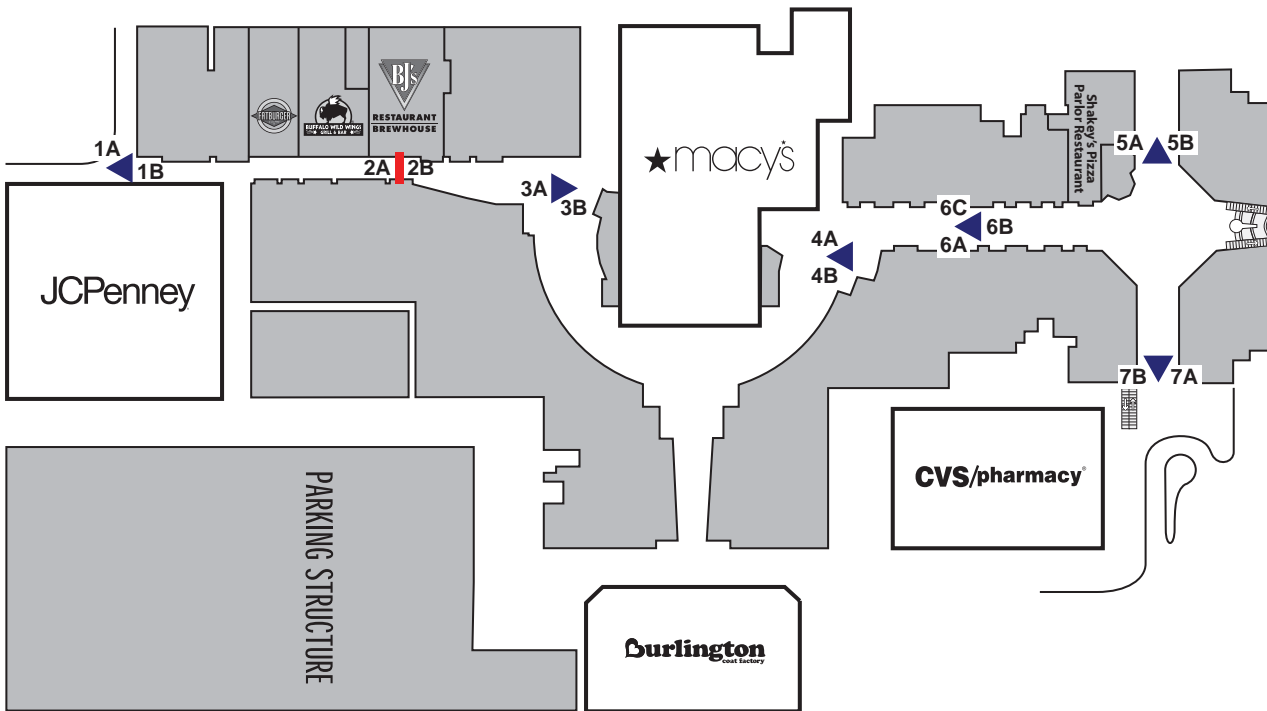 BJ's
RESTAURANT
BREWHOUSE
FATBURGER
BUFFALO WILD WINGS
GRILL & BAR
1A
1B
2A
2B
3A
3B
macy's
4A
4B
Shakey's Pizza
Parlor Restaurant
5A
5B
6C
6B
6A
7B
7A
JCPenney
CVS/pharmacy®
PARKING STRUCTURE
Burlington
coat factory